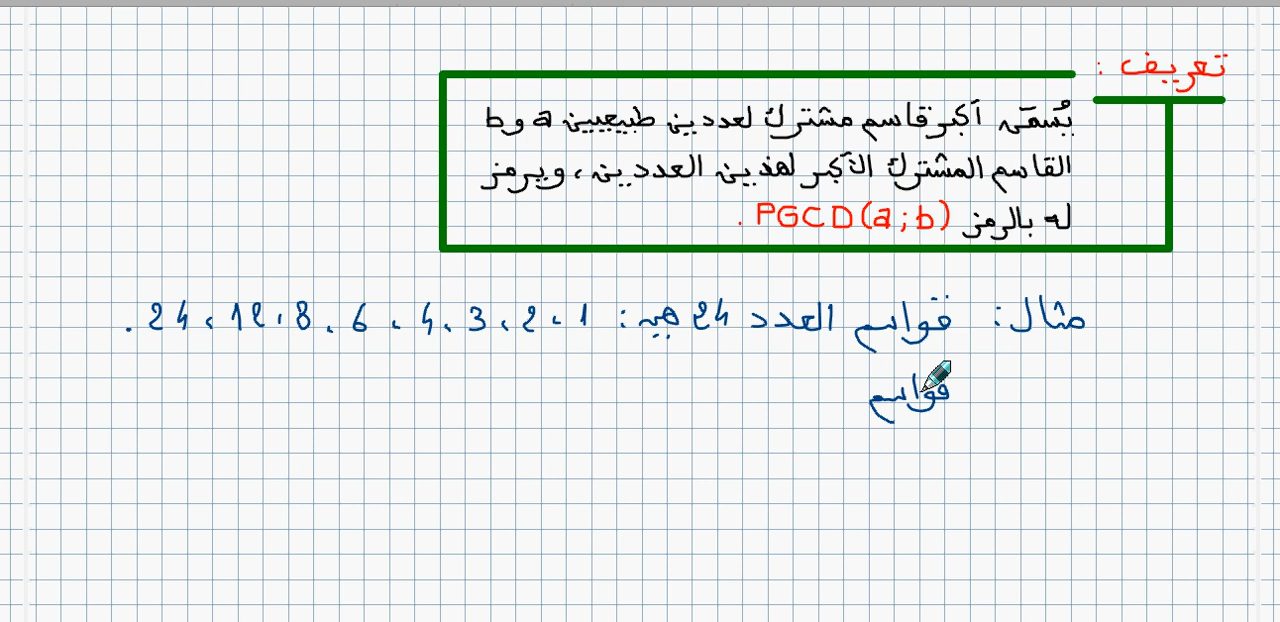 تعريف :
يُسمَّى أكبر قاسم مشترك لعددين طبيعيين a و b
القاسم المشترك الأكبر لهذين العددين ، ويرمز
له بالرمز PGCD(a;b) .
مثال : قواسم العدد 24 هي : 1 ، 2 ، 3 ، 4 ، 6 ، 8 ، 12 ، 24 .
قواسم